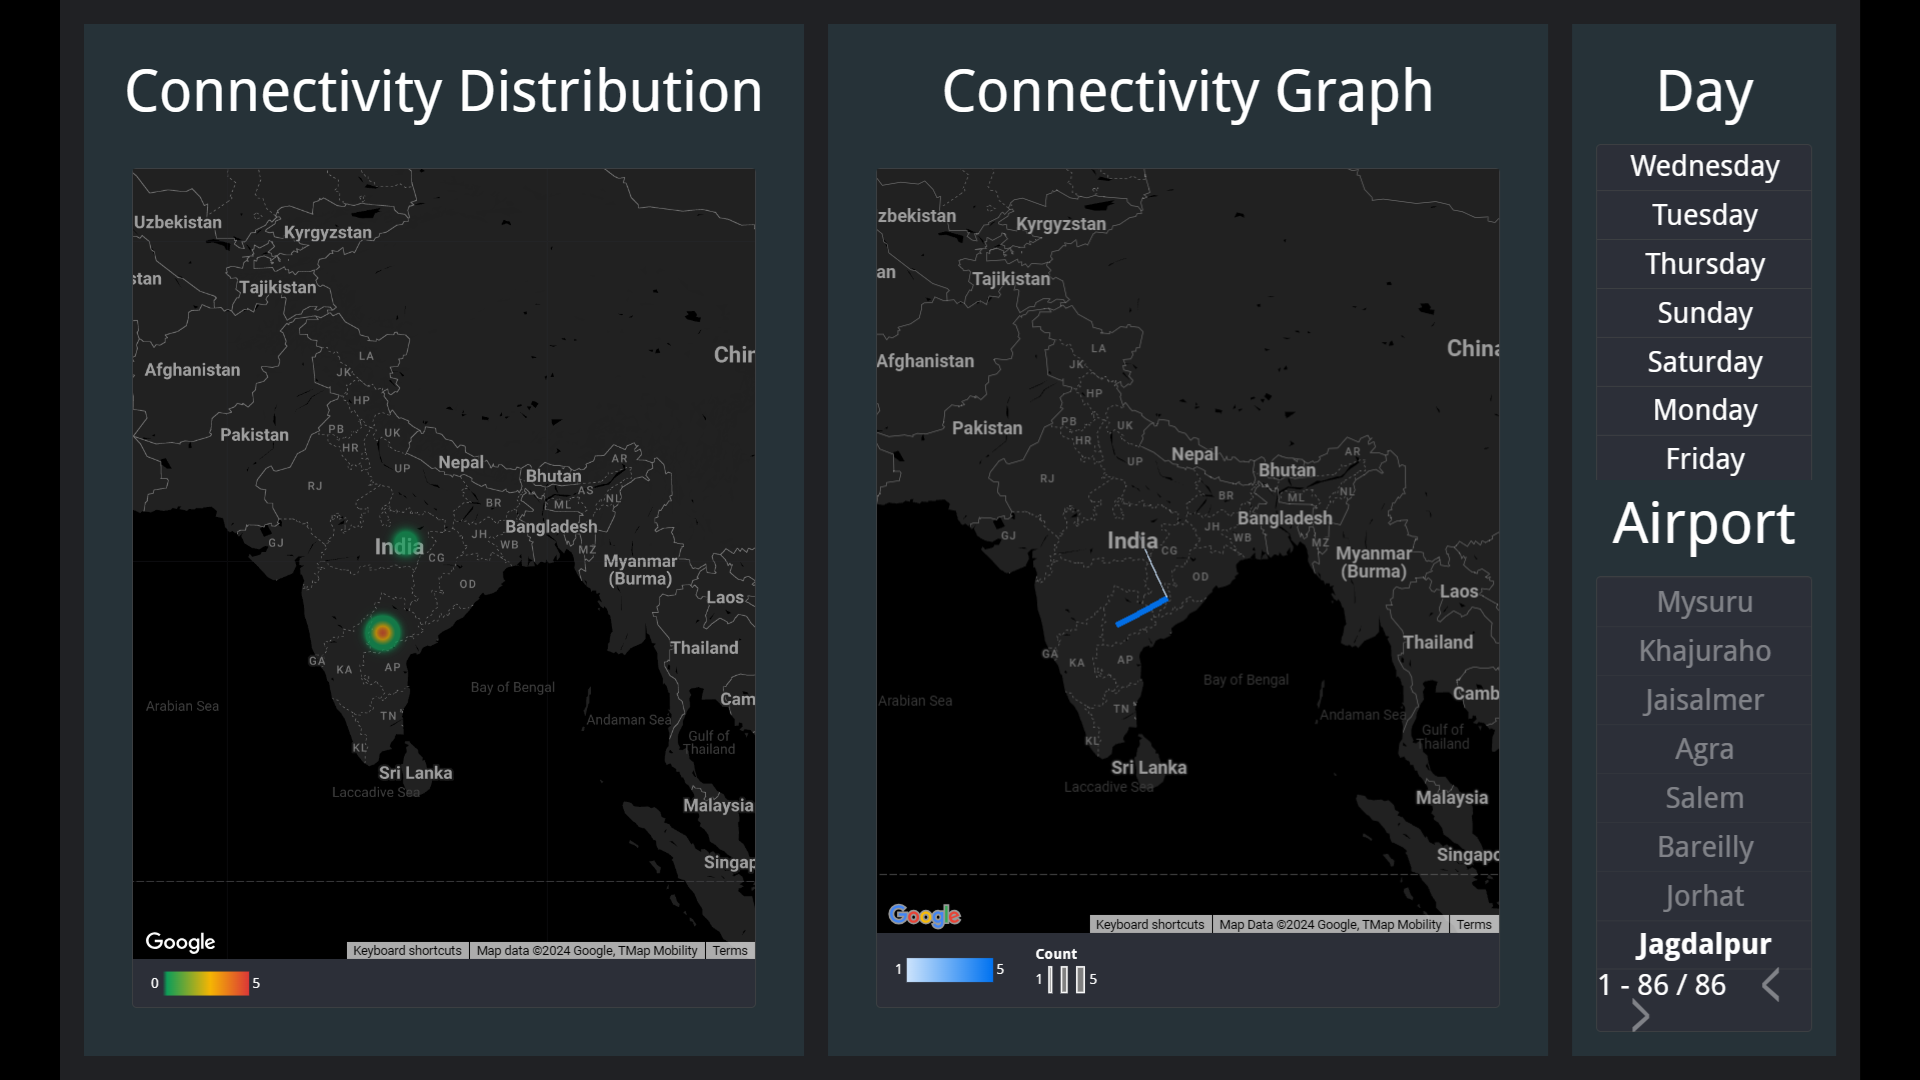 Connectivity Distribution
Uzbekistan
Kyrgyzstan
stan
Tajikistan
LA
Chin
Afghanistan
JK
HP
Pakistan
PB
UK
HR
Nepal
AR
UP
Bhutan
RJ
AS
NL
BR
ML
Bangladesh
GJ
India
JH
WB
MZ
CG
Myanmar
(Burma)
OD
Laos
Thailand
GA
KA
AP
Bay of Bengal
Cam
Arabian Sea
TN
Andaman Sea
Gulf of
Thailand
KL
Sri Lanka
Laccadive Sea
Malaysia
Singap
Google
Keyboard shortcuts
Map data ©2024 Google, TMap Mobility
Terms
0
5
Connectivity Graph
zbekistan
Kyrgyzstan
an
Tajikistan
LA
China
Afghanistan
JK
HP
Pakistan
PB
UK
HR
Nepal
AR
UP
Bhutan
RJ
NL
BR
ML
Bangladesh
GJ
India
JH
WB
MZ
CG
Myanmar
(Burma)
OD
Laos
Thailand
GA
KA
AP
Bay of Bengal
Camb
Arabian Sea
TN
Andaman Sea
Gulf of
Thailand
KL
Sri Lanka
Laccadive Sea
Malaysia
Singapo
Google
Keyboard shortcuts
Map Data ©2024 Google, TMap Mobility
Terms
1
5
Count
1
5
Day
Wednesday
Tuesday
Thursday
Sunday
Saturday
Monday
Friday
Airport
Mysuru
Khajuraho
Jaisalmer
Agra
Salem
Bareilly
Jorhat
Jagdalpur
1 - 86 / 86